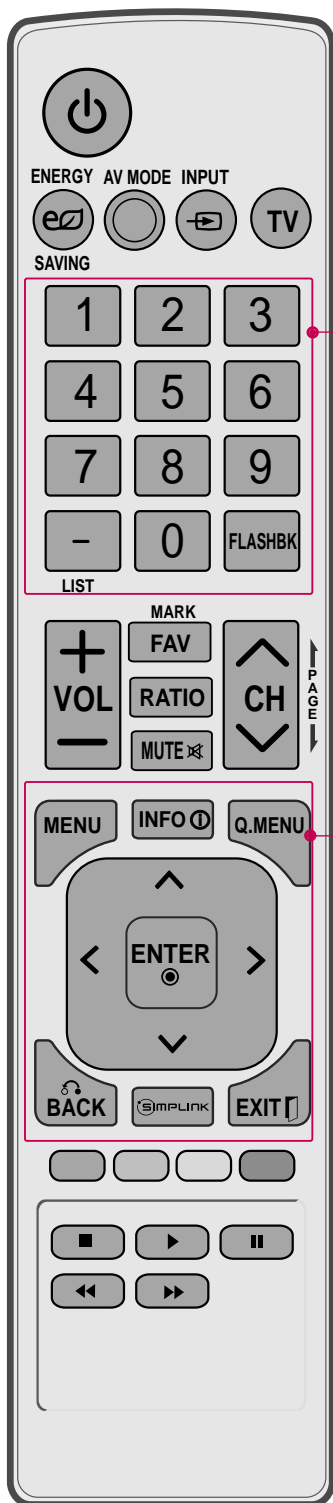 ENERGY AV MODE INPUT
TV
SAVING
1 2 3
4 5 6
7 8 9
- 0 FLASHBK
LIST
MARK
FAV
VOL RATIO CH
PAGE
MUTE
MENU INFO i Q.MENU
ENTER
BACK SIMPLINK EXIT